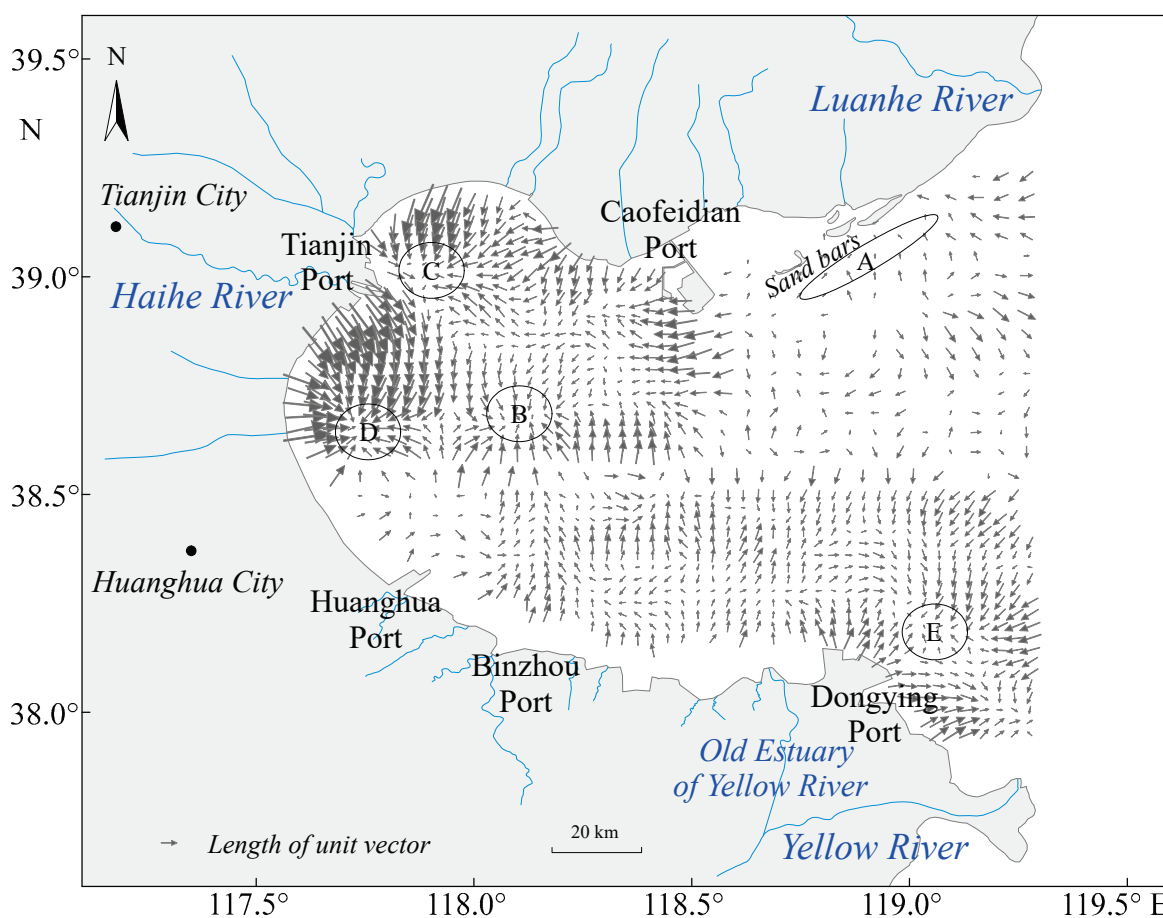 39.5°
N
Luanhe River
N
Tianjin City
Caofeidian
Port
Tianjin
Port
Sand bars
A
C
39.0°
Haihe River
B
D
38.5°
Huanghua City
Huanghua
Port
E
Binzhou
Port
38.0°
Dongying
Port
Old Estuary
of Yellow River
Length of unit vector
20 km
Yellow River
117.5°
118.0°
118.5°
119.0°
119.5° E